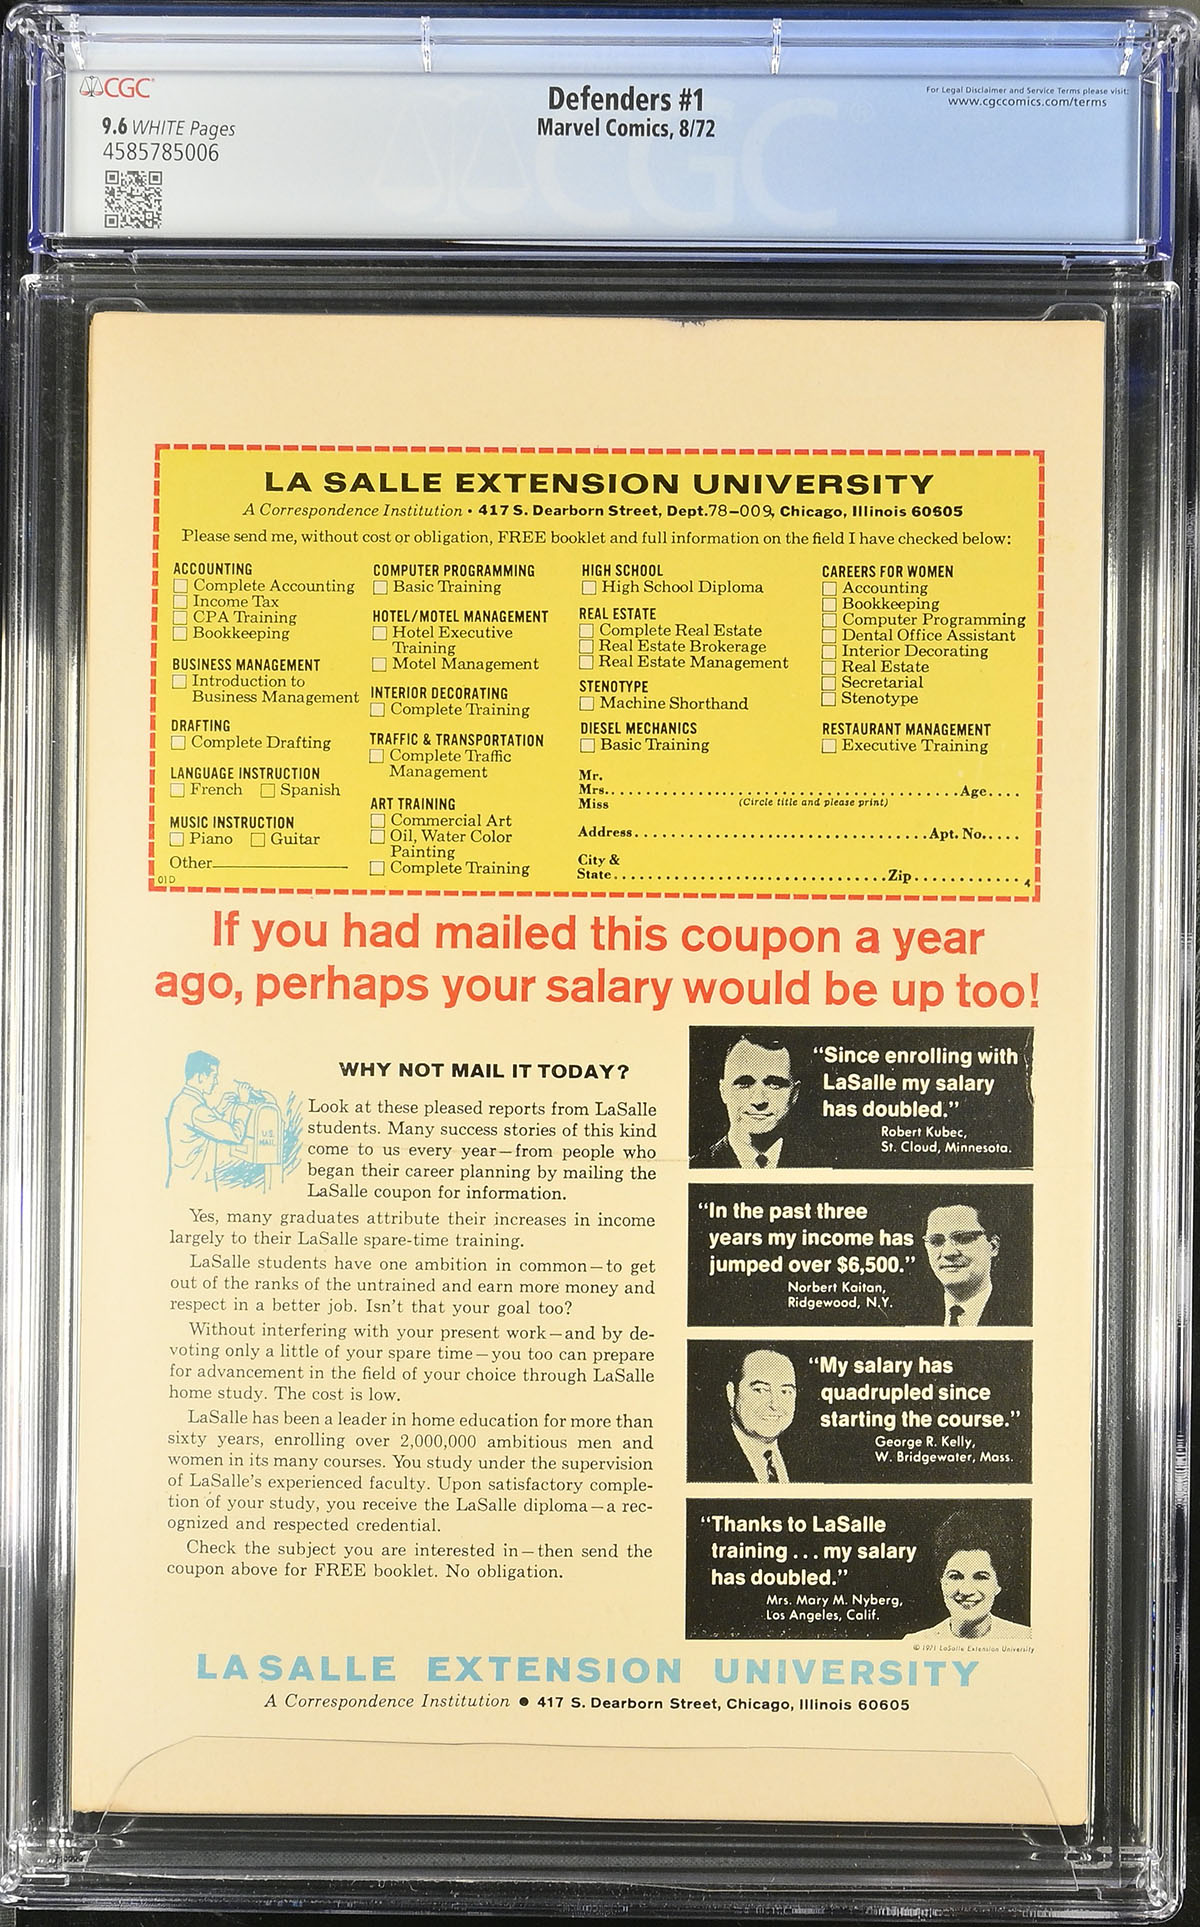 CGC
9.6 WHITE Pages
4585785006
Defenders #1
Marvel Comics, 8/72
For Legal Disclaimer and Service Terms please visit:
www.cgccomics.com/terms
CGC
LA SALLE EXTENSION UNIVERSITY
A Correspondence Institution • 417 S. Dearborn Street, Dept.78-009, Chicago, Illinois 60605
Please send me, without cost or obligation, FREE booklet and full information on the field I have checked below:
ACCOUNTING
Complete Accounting
Income Tax
CPA Training
Bookkeeping
BUSINESS MANAGEMENT
Introduction to
Business Management
DRAFTING
Complete Drafting
LANGUAGE INSTRUCTION
French Spanish
MUSIC INSTRUCTION
Piano Guitar
Other
01D
COMPUTER PROGRAMMING
Basic Training
HOTEL/MOTEL MANAGEMENT
Hotel Executive
Training
Motel Management
INTERIOR DECORATING
Complete Training
TRAFFIC & TRANSPORTATION
Complete Traffic
Management
ART TRAINING
Commercial Art
Oil, Water Color
Painting
Complete Training
HIGH SCHOOL
High School Diploma
REAL ESTATE
Complete Real Estate
Real Estate Brokerage
Real Estate Management
STENOTYPE
Machine Shorthand
DIESEL MECHANICS
Basic Training
CAREERS FOR WOMEN
Accounting
Bookkeeping
Computer Programming
Dental Office Assistant
Interior Decorating
Real Estate
Secretarial
Stenotype
RESTAURANT MANAGEMENT
Executive Training
Mr.
Mrs. Age
Miss (Circle title and please print)
Address Apt. No.
City &
State Zip
4
If you had mailed this coupon a year
ago, perhaps your salary would be up too!
U.S.
MAIL
WHY NOT MAIL IT TODAY?
Look at these pleased reports from LaSalle
students. Many success stories of this kind
come to us every year—from people who
began their career planning by mailing the
LaSalle coupon for information.
Yes, many graduates attribute their increases in income
largely to their LaSalle spare-time training.
LaSalle students have one ambition in common—to get
out of the ranks of the untrained and earn more money and
respect in a better job. Isn't that your goal too?
Without interfering with your present work—and by de-
voting only a little of your spare time—you too can prepare
for advancement in the field of your choice through LaSalle
home study. The cost is low.
LaSalle has been a leader in home education for more than
sixty years, enrolling over 2,000,000 ambitious men and
women in its many courses. You study under the supervision
of LaSalle's experienced faculty. Upon satisfactory comple-
tion of your study, you receive the LaSalle diploma—a rec-
ognized and respected credential.
Check the subject you are interested in—then send the
coupon above for FREE booklet. No obligation.
"Since enrolling with
LaSalle my salary
has doubled."
Robert Kubec,
St. Cloud, Minnesota.
"In the past three
years my income has
jumped over $6,500."
Norbert Kaitan,
Ridgewood, N.Y.
"My salary has
quadrupled since
starting the course."
George R. Kelly,
W. Bridgewater, Mass.
"Thanks to LaSalle
training...my salary
has doubled."
Mrs. Mary M. Nyberg,
Los Angeles, Calif.
© 1971 LaSalle Extension University
LA SALLE EXTENSION UNIVERSITY
A Correspondence Institution • 417 S. Dearborn Street, Chicago, Illinois 60605